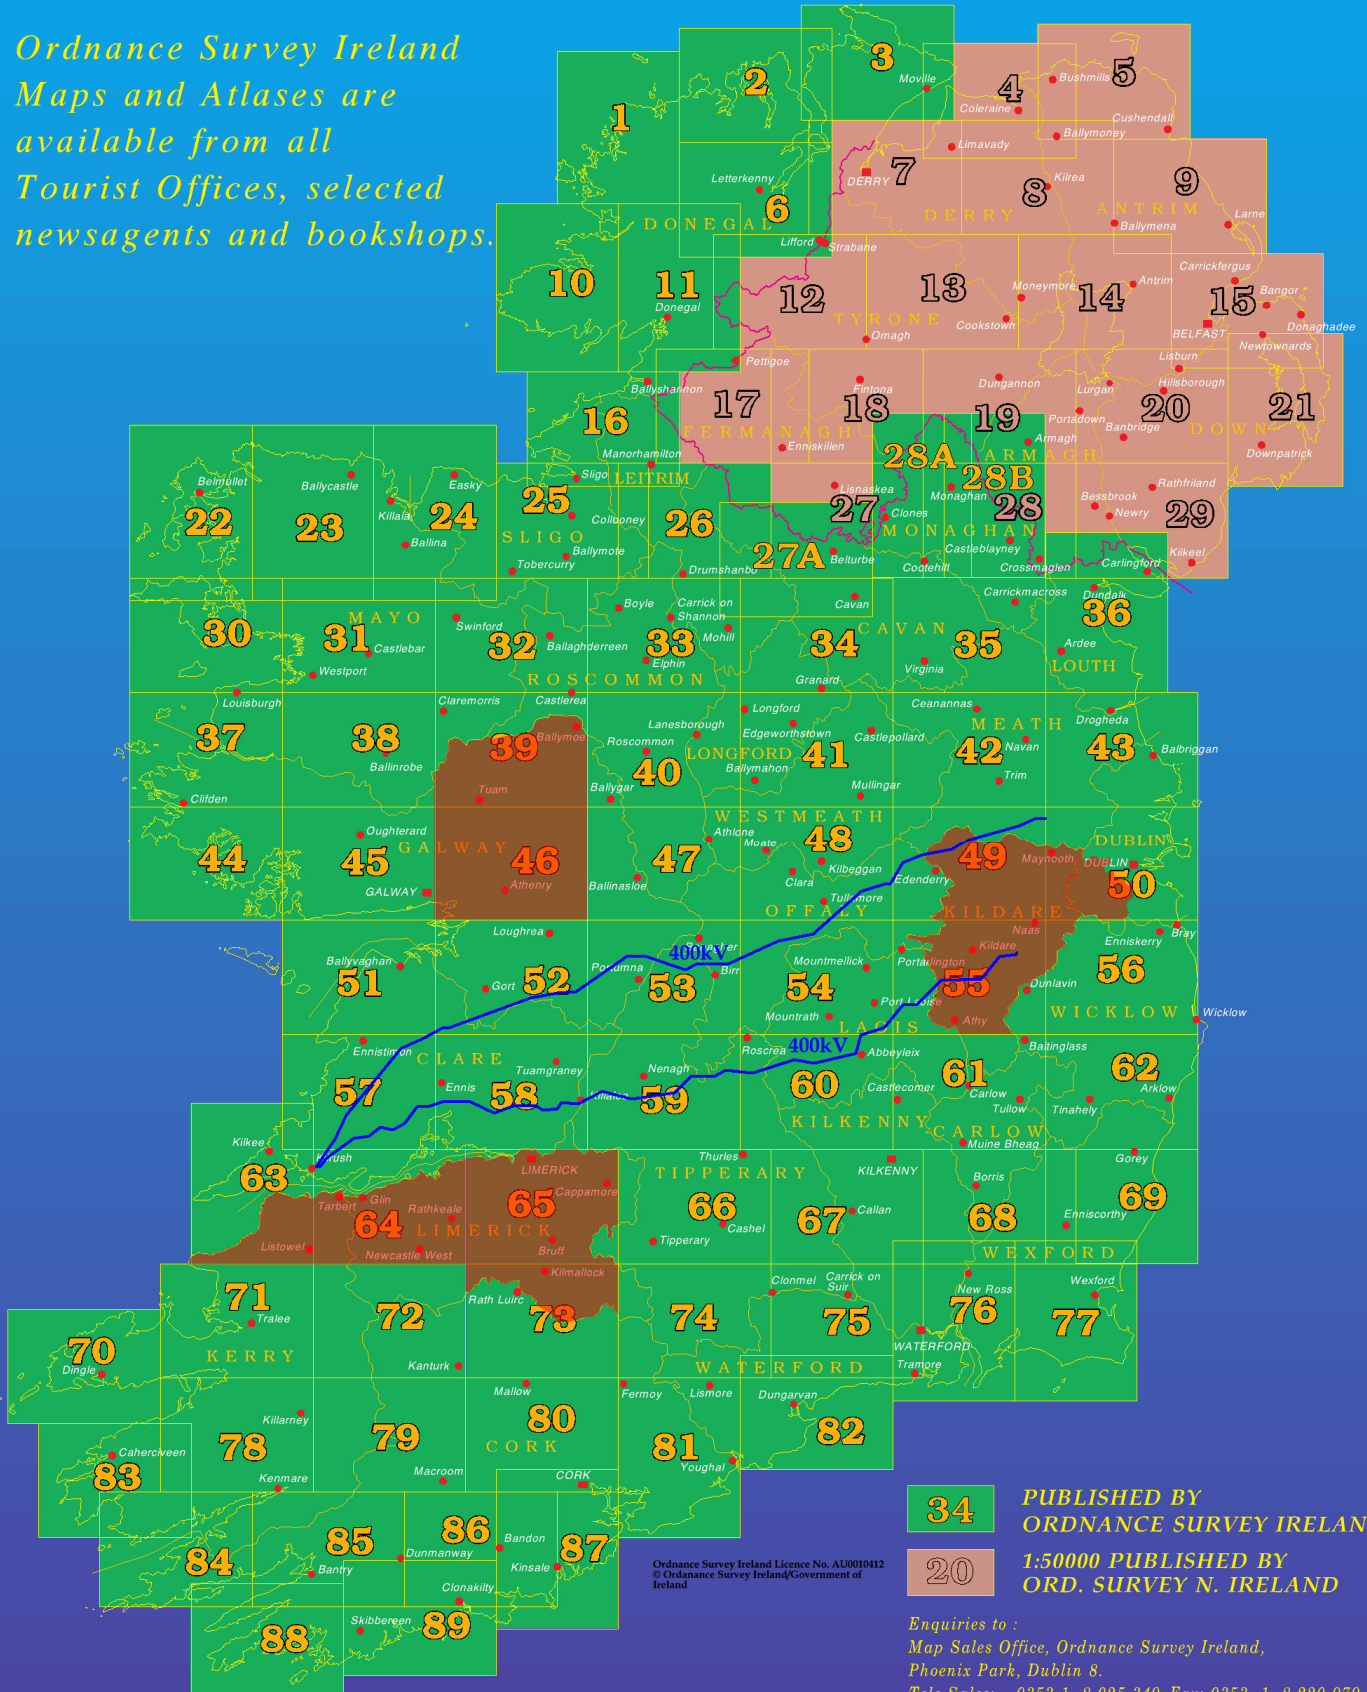 Ordnance Survey Ireland
Maps and Atlases are
available from all
Tourist Offices, selected
newsagents and bookshops.
1
2
3
4
5
Moville
Bushmills
Coleraine
Cushendall
Ballymoney
Limavady
Letterkenny
6
DERRY
7
Kilrea
8
9
DONEGAL
DERRY
ANTRIM
Larne
Ballymena
Lifford
Strabane
10
11
Donegal
12
13
Moneymore
14
Antrim
Carrickfergus
15
Bangor
TYRONE
Cookstown
Omagh
BELFAST
Donaghadee
Newtownards
Pettigoe
Lisburn
Ballyshannon
Fintona
Dungannon
Lurgan
Hillsborough
16
17
18
19
20
21
Portadown
Banbridge
FERMANAGH
DOWN
Enniskillen
Armagh
ARMAGH
Downpatrick
Manorhamilton
28A
28B
Sligo
LEITRIM
Belmullet
Ballycastle
Easky
Lisnaskea
Monaghan
Rathfriland
22
23
Killala
24
25
Collooney
26
27
28
Bessbrook
Newry
29
Clones
SLIGO
MONAGHAN
Ballina
Ballymote
27A
Belturbe
Castleblayney
Tobercurry
Drumshanbo
Cootehill
Crossmaglen
Carlingford
Kilkeel
Boyle
Carrick on
Shannon
Cavan
Carrickmacross
Dundalk
36
30
MAYO
31
Swinford
32
33
Mohill
34
CAVAN
35
Castlebar
Ballaghderreen
Ardee
Westport
Elphin
Virginia
LOUTH
ROSCOMMON
Granard
Louisburgh
Claremorris
Castlerea
Longford
Ceanannas
Drogheda
37
38
39
Ballymoe
Lanesborough
Edgeworthstown
Castlepollard
MEATH
Roscommon
LONGFORD
41
42
Navan
43
Balbriggan
Ballinrobe
40
Ballymahon
Trim
Clifden
Tuam
Ballygar
Mullingar
WESTMEATH
Oughterard
Athlone
Moate
48
DUBLIN
44
45
GALWAY
46
47
Kilbeggan
49
Maynooth
DUBLIN
GALWAY
Athenry
Ballinasloe
Clara
Edenderry
50
Tullamore
OFFALY
KILDARE
Naas
Loughrea
Enniskerry
Bray
400kV
Kildare
Ballyvaghan
Portumna
Mountmellick
Portarlington
51
Gort
52
53
Birr
54
55
Dunlavin
56
Port Laoise
Mountrath
LAOIS
Athy
WICKLOW
Wicklow
Ennistimon
CLARE
Roscrea
400kV
Abbeyleix
Baltinglass
Tuamgraney
Nenagh
57
Ennis
58
Killaloe
59
60
Castlecomer
61
Carlow
62
Arklow
Tullow
Tinahely
KILKENNY
CARLOW
Kilkee
Muine Bheag
Kilrush
LIMERICK
Thurles
KILKENNY
Gorey
63
Tarbert
Glin
Cappamore
TIPPERARY
Borris
64
Rathkeale
65
66
67
Callan
68
69
LIMERICK
Cashel
Enniscorthy
Listowel
Newcastle West
Bruff
Tipperary
WEXFORD
Kilmallock
71
72
Rath Luirc
73
74
Clonmel
Carrick on
Suir
75
New Ross
76
Wexford
77
Tralee
70
Dingle
KERRY
WATERFORD
WATERFORD
Kanturk
Tramore
Mallow
Fermoy
Lismore
Dungarvan
Killarney
78
79
80
CORK
81
82
Caherciveen
83
Kenmare
Macroom
CORK
Youghal
84
85
86
Bandon
87
Dunmanway
Bantry
Kinsale
Clonakilty
88
Skibbereen
89
34
PUBLISHED BY
ORDNANCE SURVEY IRELAN
20
1:50000 PUBLISHED BY
ORD. SURVEY N. IRELAND
Ordnance Survey Ireland Licence No. AU0010412
© Ordanance Survey Ireland/Government of
Ireland
Enquiries to :
Map Sales Office, Ordnance Survey Ireland,
Phoenix Park, Dublin 8.